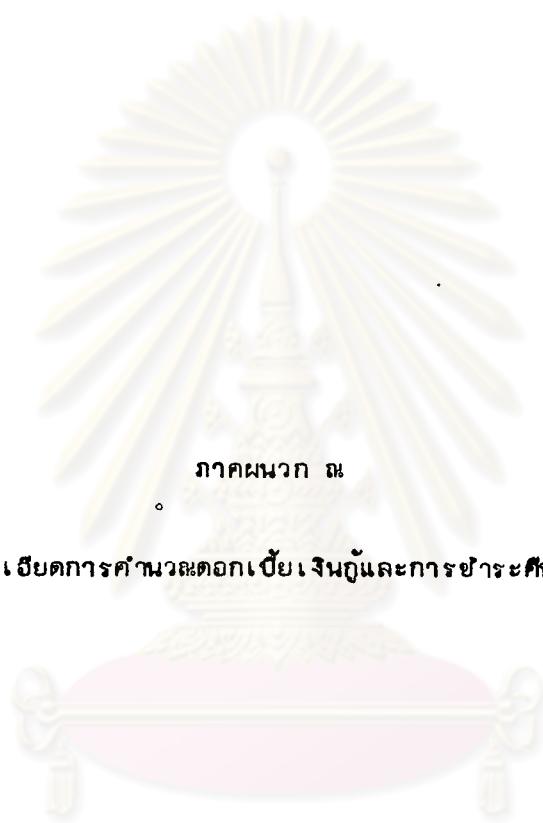 ภาคผนวก ณ
เอียดการคำนวณดอกเบี้ยเงินกู้และการชำระคืน